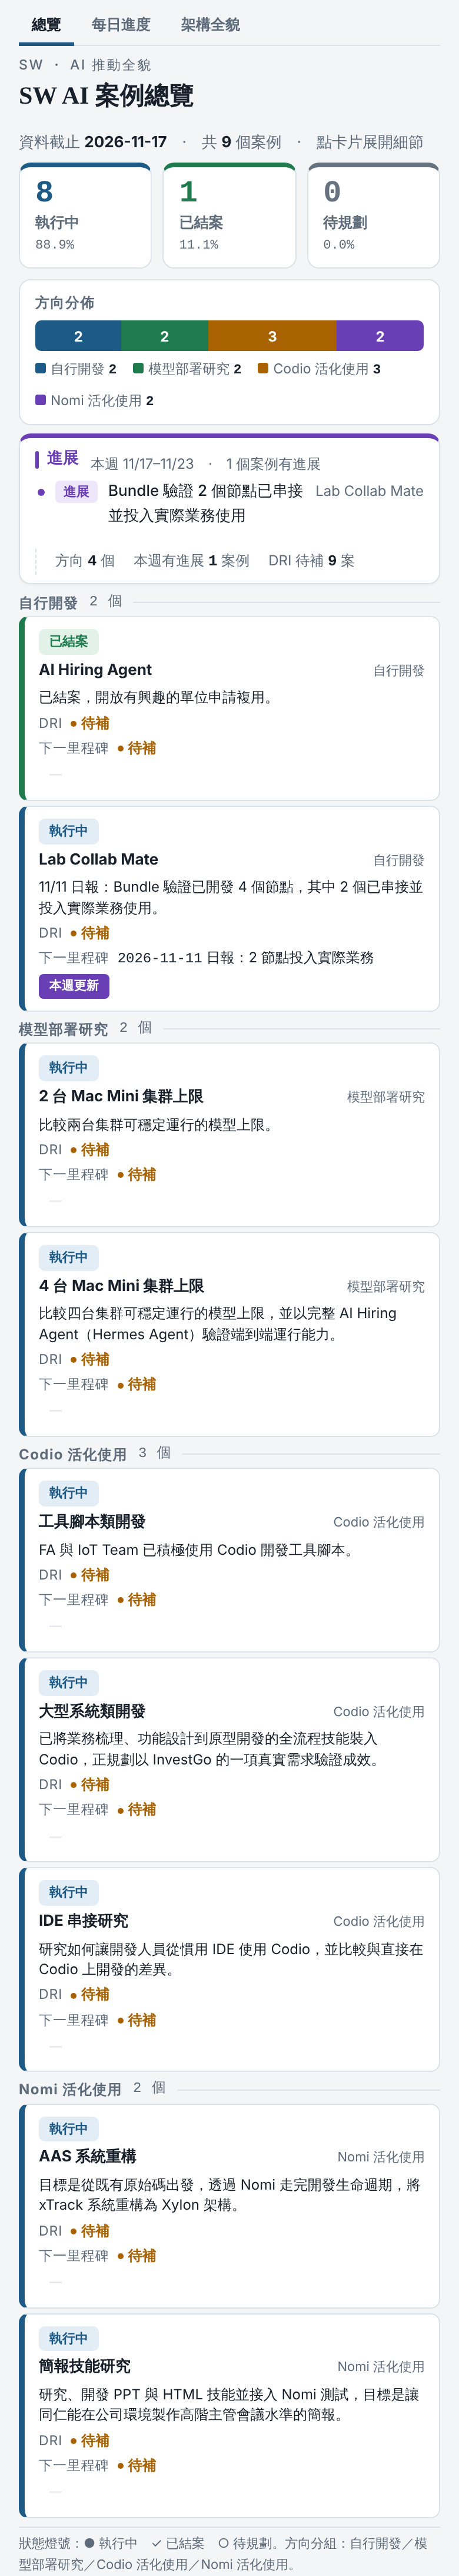 總覽 每日進度 架構全貌
SW · AI 推動全貌
SW AI 案例總覽
資料截止 2026-11-17 · 共 9 個案例 · 點卡片展開細節
8 1 0
執行中 已結案 待規劃
88.9% 11.1% 0.0%
方向分佈
2 2 3 2
自行開發 2 模型部署研究 2 Codio 活化使用 3
Nomi 活化使用 2
進展 本週 11/17–11/23 · 1 個案例有進展
進展 Bundle 驗證 2 個節點已串接 Lab Collab Mate
並投入實際業務使用
方向 4 個 本週有進展 1 案例 DRI 待補 9 案
自行開發 2 個
已結案
AI Hiring Agent 自行開發
已結案，開放有興趣的單位申請複用。
DRI ● 待補
下一里程碑 ● 待補
—
執行中
Lab Collab Mate 自行開發
11/11 日報：Bundle 驗證已開發 4 個節點，其中 2 個已串接並
投入實際業務使用。
DRI ● 待補
下一里程碑 2026-11-11 日報：2 節點投入實際業務
本週更新
模型部署研究 2 個
執行中
2 台 Mac Mini 集群上限 模型部署研究
比較兩台集群可穩定運行的模型上限。
DRI ● 待補
下一里程碑 ● 待補
—
執行中
4 台 Mac Mini 集群上限 模型部署研究
比較四台集群可穩定運行的模型上限，並以完整 AI Hiring
Agent（Hermes Agent）驗證端到端運行能力。
DRI ● 待補
下一里程碑 ● 待補
—
Codio 活化使用 3 個
執行中
工具腳本類開發 Codio 活化使用
FA 與 IoT Team 已積極使用 Codio 開發工具腳本。
DRI ● 待補
下一里程碑 ● 待補
—
執行中
大型系統類開發 Codio 活化使用
已將業務梳理、功能設計到原型開發的全流程技能裝入
Codio，正規劃以 InvestGo 的一項真實需求驗證成效。
DRI ● 待補
下一里程碑 ● 待補
—
執行中
IDE 串接研究 Codio 活化使用
研究如何讓開發人員從慣用 IDE 使用 Codio，並比較與直接在
Codio 上開發的差異。
DRI ● 待補
下一里程碑 ● 待補
—
Nomi 活化使用 2 個
執行中
AAS 系統重構 Nomi 活化使用
目標是從既有原始碼出發，透過 Nomi 走完開發生命週期，將
xTrack 系統重構為 Xylon 架構。
DRI ● 待補
下一里程碑 ● 待補
—
執行中
簡報技能研究 Nomi 活化使用
研究、開發 PPT 與 HTML 技能並接入 Nomi 測試，目標是讓
同仁能在公司環境製作高階主管會議水準的簡報。
DRI ● 待補
下一里程碑 ● 待補
—
狀態燈號：● 執行中 ✓ 已結案 ○ 待規劃。方向分組：自行開發／模
型部署研究／Codio 活化使用／Nomi 活化使用。